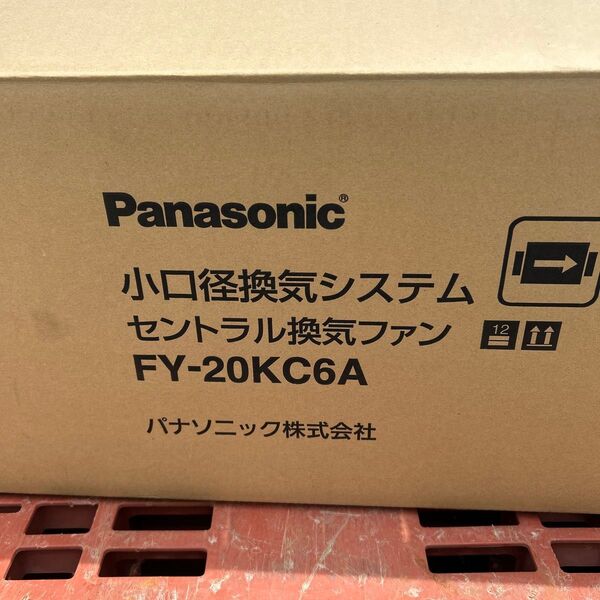 Panasonic®
小口径換気システム
セントラル換気ファン
12
FY-20KC6A
パナソニック株式会社